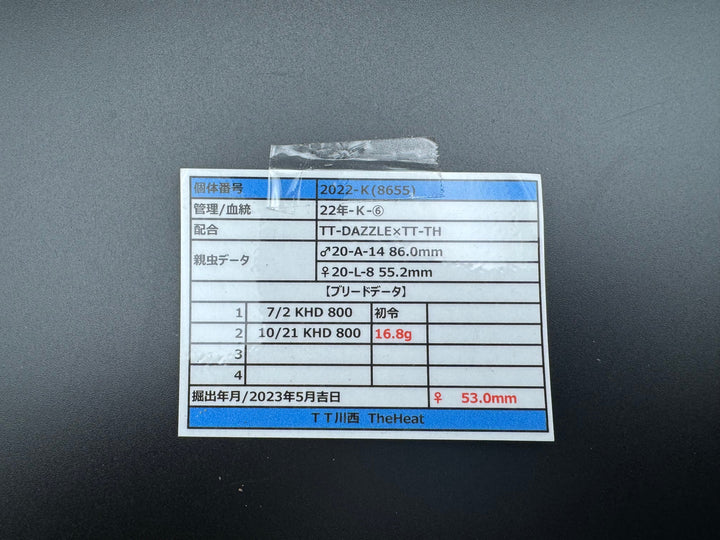 個体番号 2022-K(8655)
管理/血統 22年-K-⑥
配合 TT-DAZZLE×TT-TH
親虫データ ♂20-A-14 86.0mm
♀20-L-8 55.2mm
【ブリードデータ】
1 7/2 KHD 800 初令
2 10/21 KHD 800 16.8g
3
4
掘出年月/2023年5月吉日 ♀ 53.0mm
ＴＴ川西 TheHeat